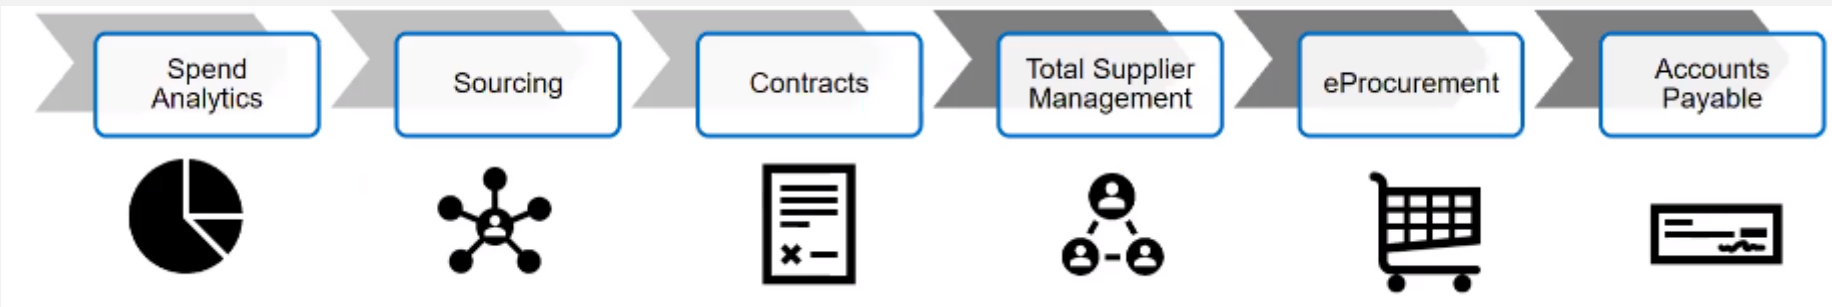 Spend
Analytics
Sourcing
Contracts
Total Supplier
Management
eProcurement
Accounts
Payable